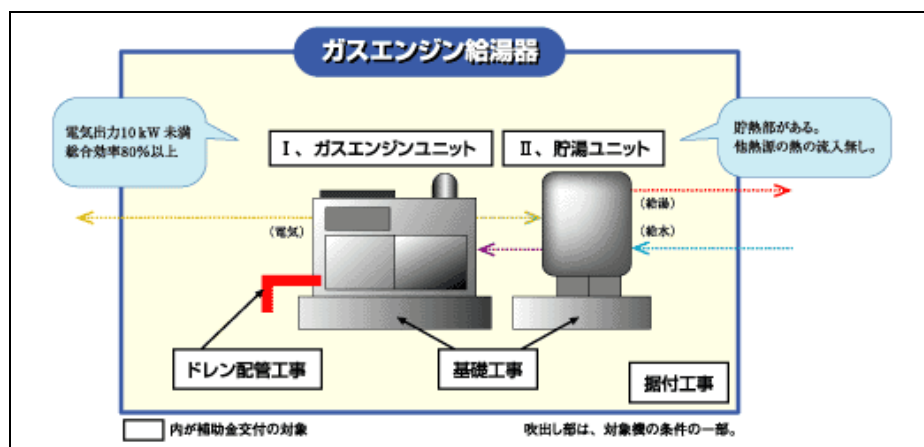 ガスエンジン給湯器
電気出力10kW未満
総合効率80%以上
貯熱部がある。
他熱源の熱の流入無し。
Ⅰ、ガスエンジンユニット
Ⅱ、貯湯ユニット
(給湯)
(電気)
(給水)
ドレン配管工事
基礎工事
据付工事
内が補助金交付の対象
吹出し部は、対象機の条件の一部。